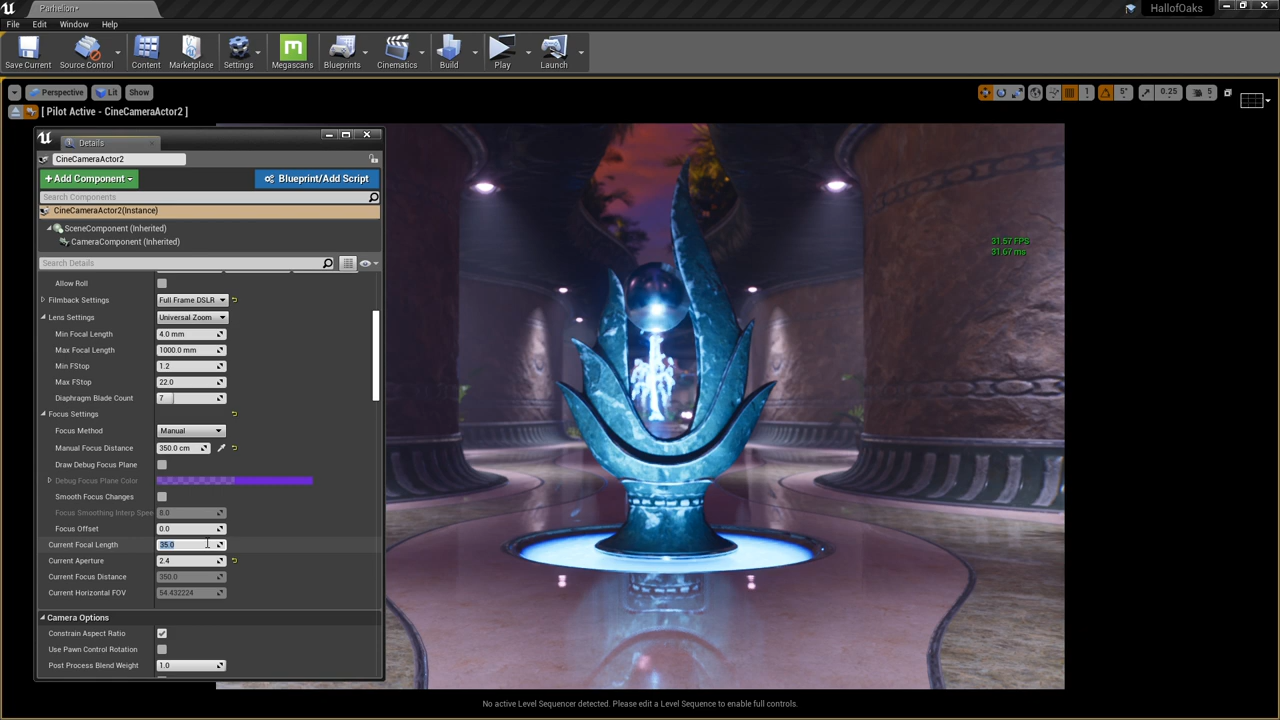 Parhelion*
HallofOaks
File Edit Window Help
Save Current Source Control Content Marketplace Settings Megascans Blueprints Cinematics Build Play Launch
Perspective Lit Show
1 5° 0.25 5
[ Pilot Active - CineCameraActor2 ]
Details
CineCameraActor2
+Add Component Blueprint/Add Script
Search Components
CineCameraActor2(Instance)
SceneComponent (Inherited)
CameraComponent (Inherited)
Search Details
Allow Roll
Filmback Settings Full Frame DSLR
Lens Settings Universal Zoom
Min Focal Length 4.0 mm
Max Focal Length 1000.0 mm
Min FStop 1.2
Max FStop 22.0
Diaphragm Blade Count 7
Focus Settings
Focus Method Manual
Manual Focus Distance 350.0 cm
Draw Debug Focus Plane
Debug Focus Plane Color
Smooth Focus Changes
Focus Smoothing Interp Spee 8.0
Focus Offset 0.0
Current Focal Length 35.0
Current Aperture 2.4
Current Focus Distance 350.0
Current Horizontal FOV 54.432224
Camera Options
Constrain Aspect Ratio
Use Pawn Control Rotation
Post Process Blend Weight 1.0
31.57 FPS
31.67 ms
No active Level Sequencer detected. Please edit a Level Sequence to enable full controls.